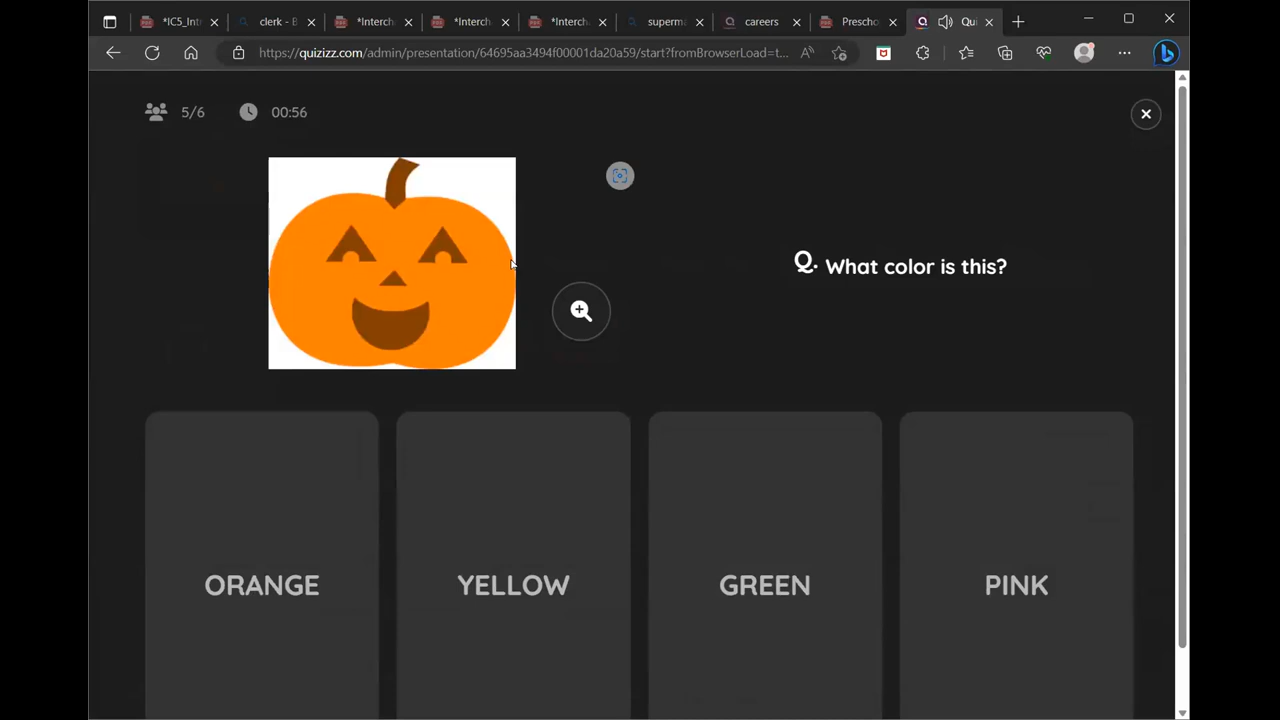 *IC5_Int
clerk - B
*Interch
*Interch
*Interch
superma
careers
Prescho
Qui
https://quizizz.com/admin/presentation/64695aa3494f00001da20a59/start?fromBrowserLoad=t...
5/6
00:56
Q. What color is this?
ORANGE
YELLOW
GREEN
PINK